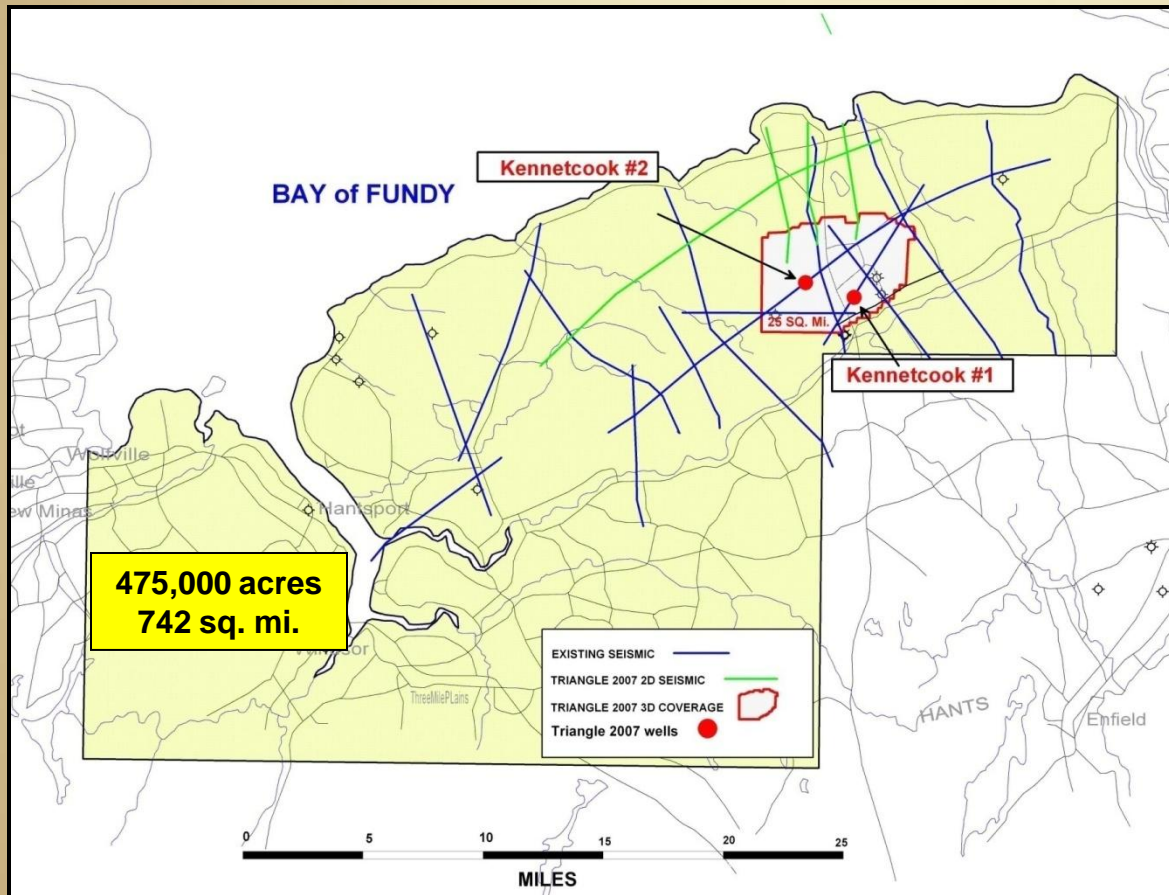 Kennetcook #2
BAY of FUNDY
25 SQ. Mi.
Kennetcook #1
Wolfville
ew Minas
Hantsport
475,000 acres
742 sq. mi.
ThreeMilePLains
HANTS
Enfield
EXISTING SEISMIC
TRIANGLE 2007 2D SEISMIC
TRIANGLE 2007 3D COVERAGE
Triangle 2007 wells
0 5 10 15 20 25
MILES